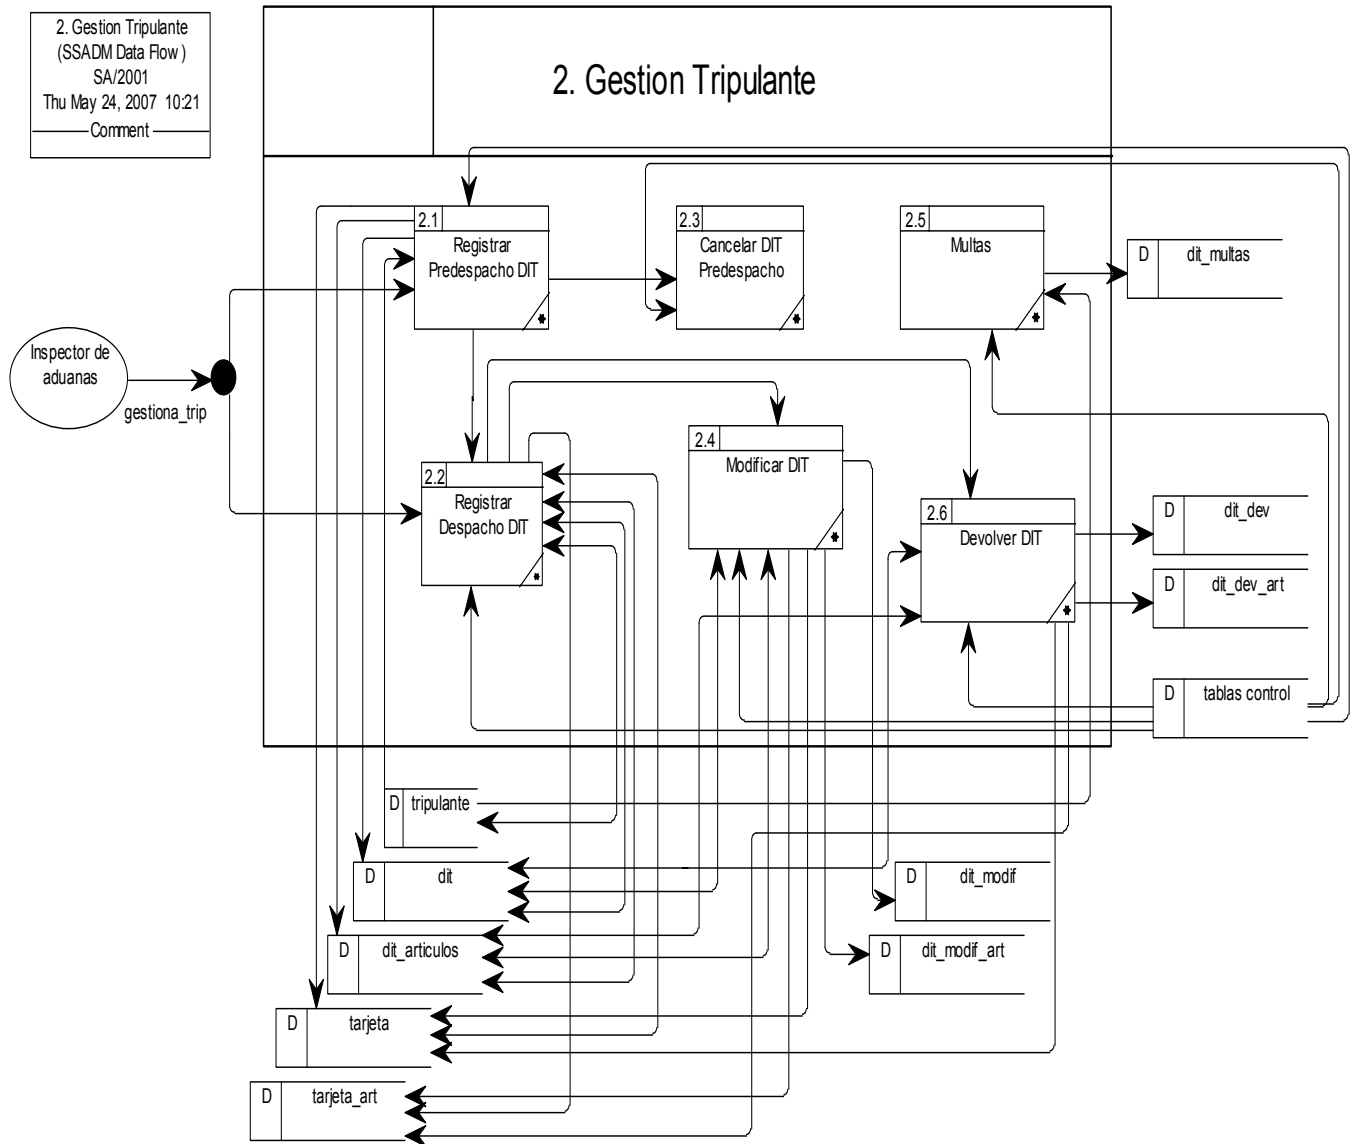 2. Gestion Tripulante
(SSADM Data Flow )
SA/2001
Thu May 24, 2007 10:21
Comment
2. Gestion Tripulante
2.1
Registrar
Predespacho DIT
*
2.3
Cancelar DIT
Predespacho
*
2.5
Multas
*
D
dit_multas
Inspector de
aduanas
gestiona_trip
2.2
Registrar
Despacho DIT
*
2.4
Modificar DIT
*
2.6
Devolver DIT
*
D
dit_dev
D
dit_dev_art
D
tablas control
D
tripulante
D
dit
D
dit_modif
D
dit_articulos
D
dit_modif_art
D
tarjeta
D
tarjeta_art